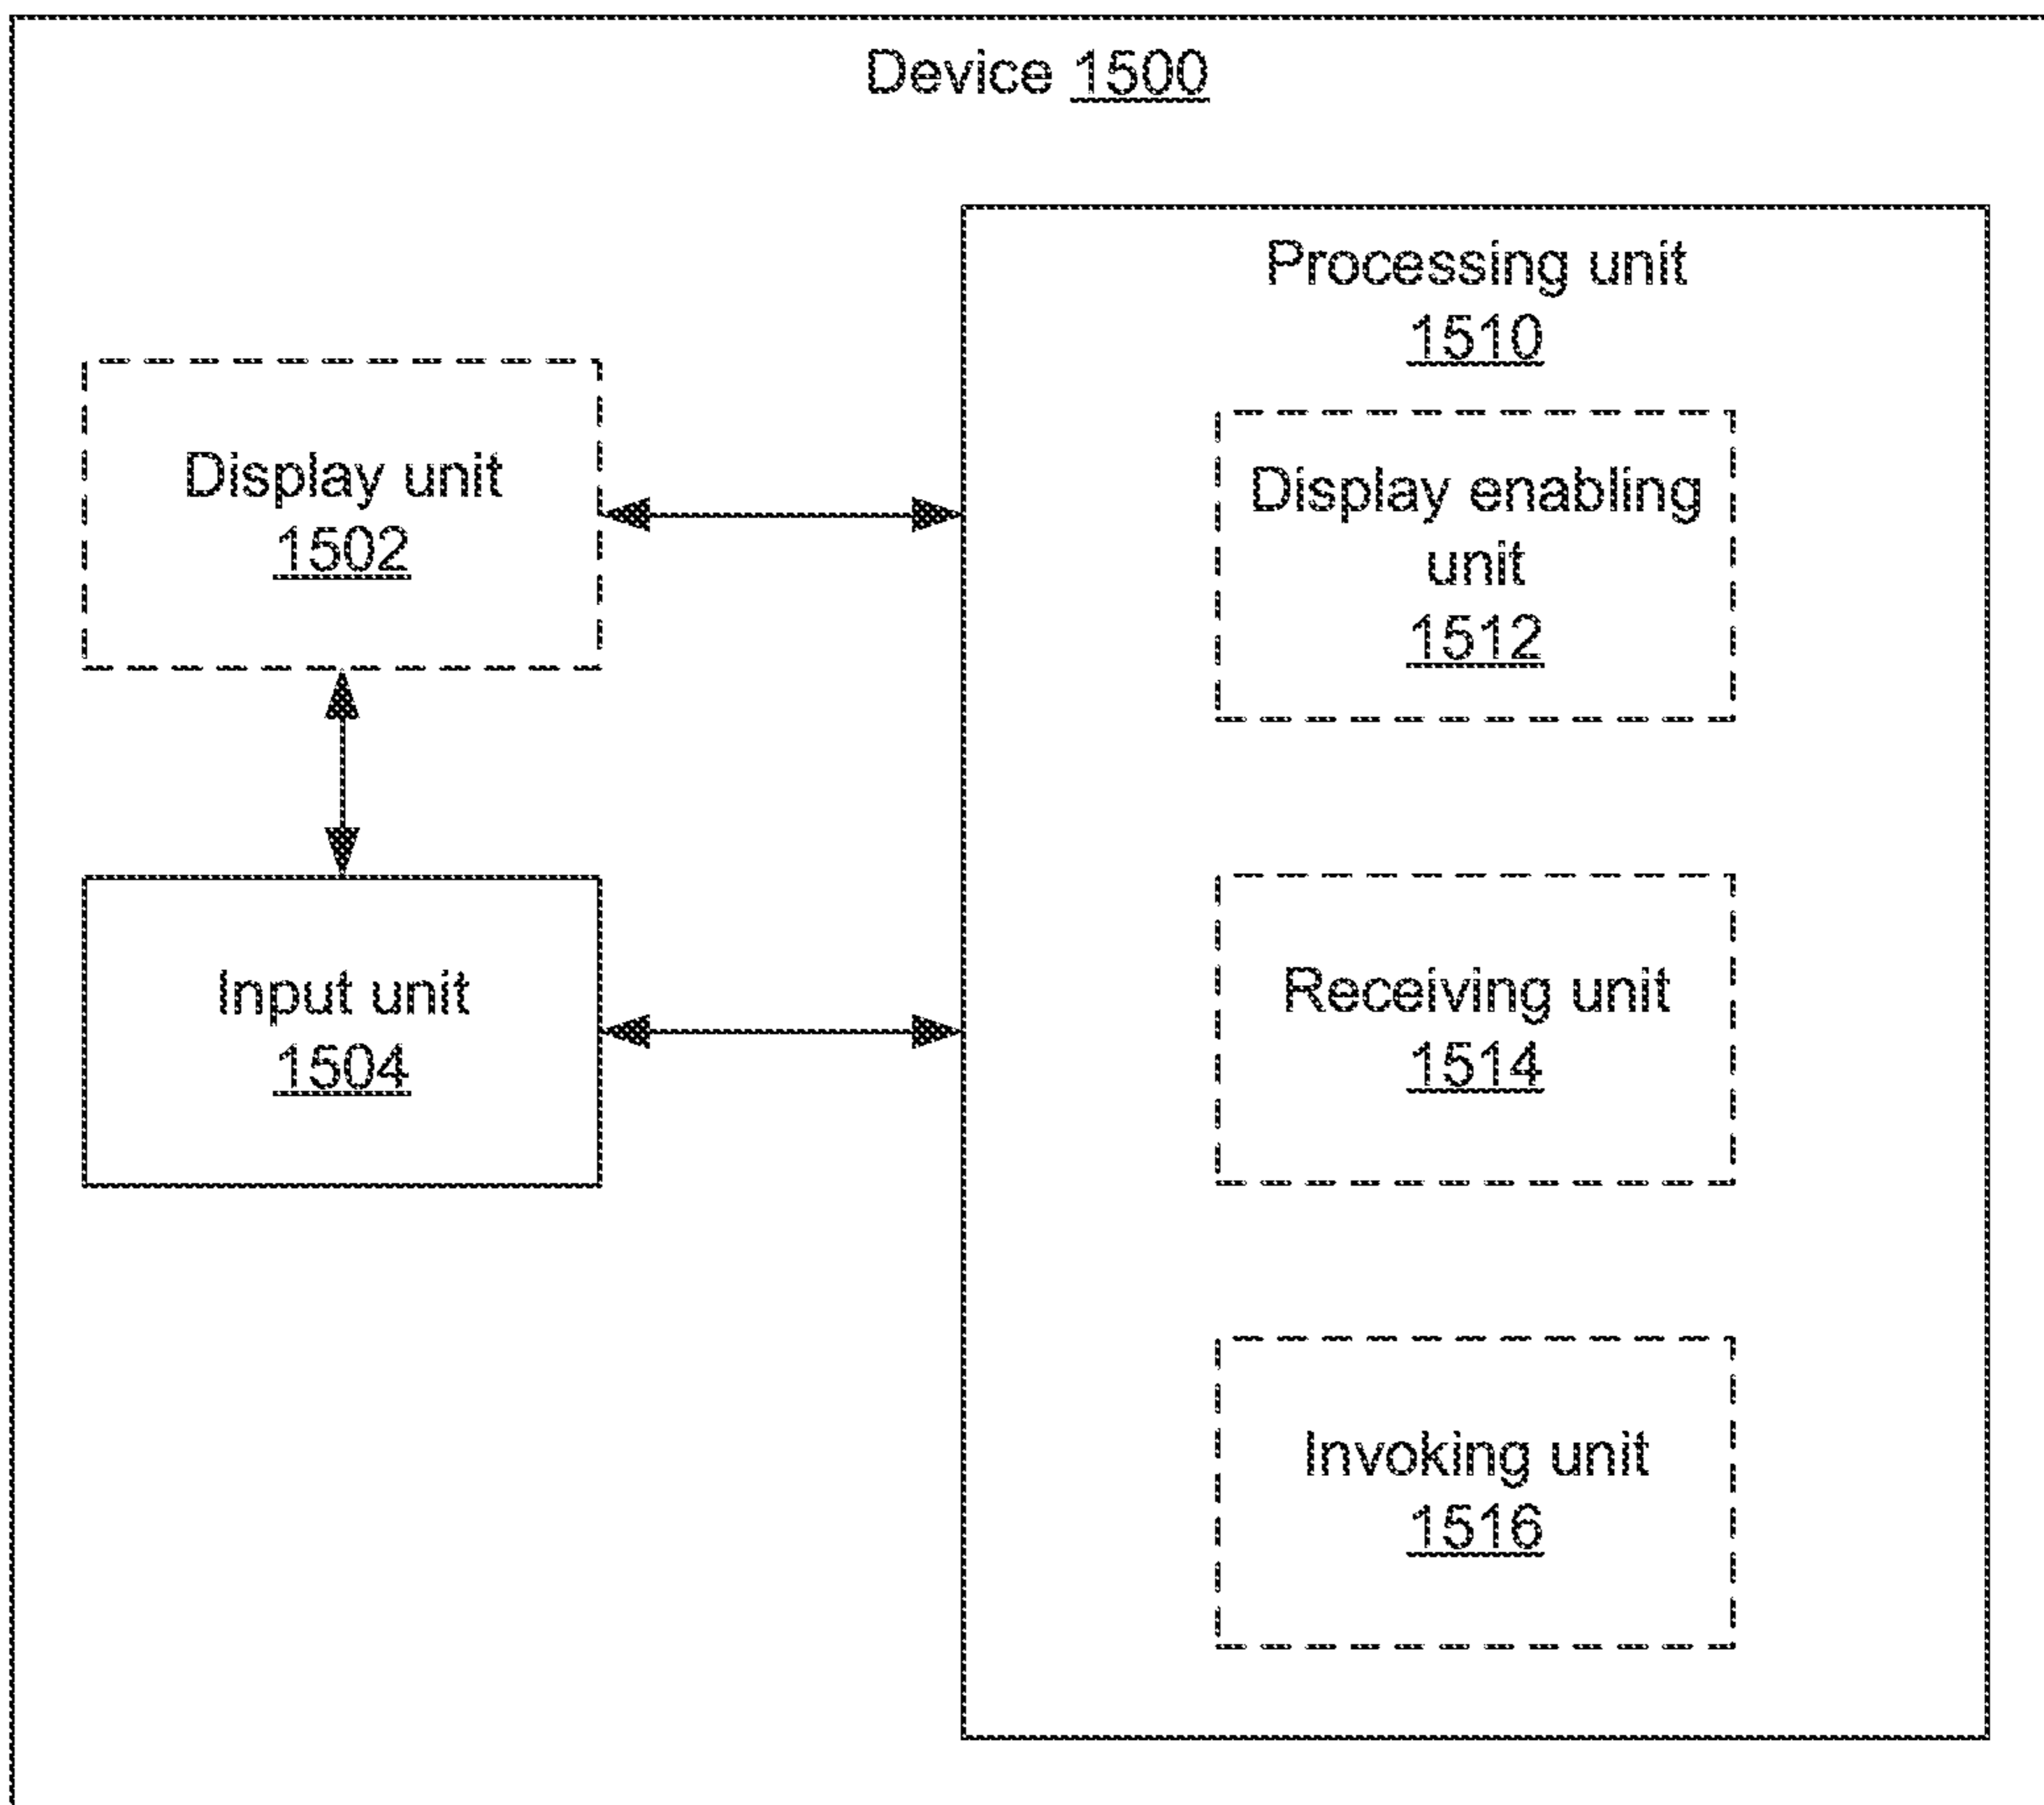 Device 1500
Processing unit
1510
Display unit
1502
Display enabling
unit
1512
Input unit
1504
Receiving unit
1514
Invoking unit
1516